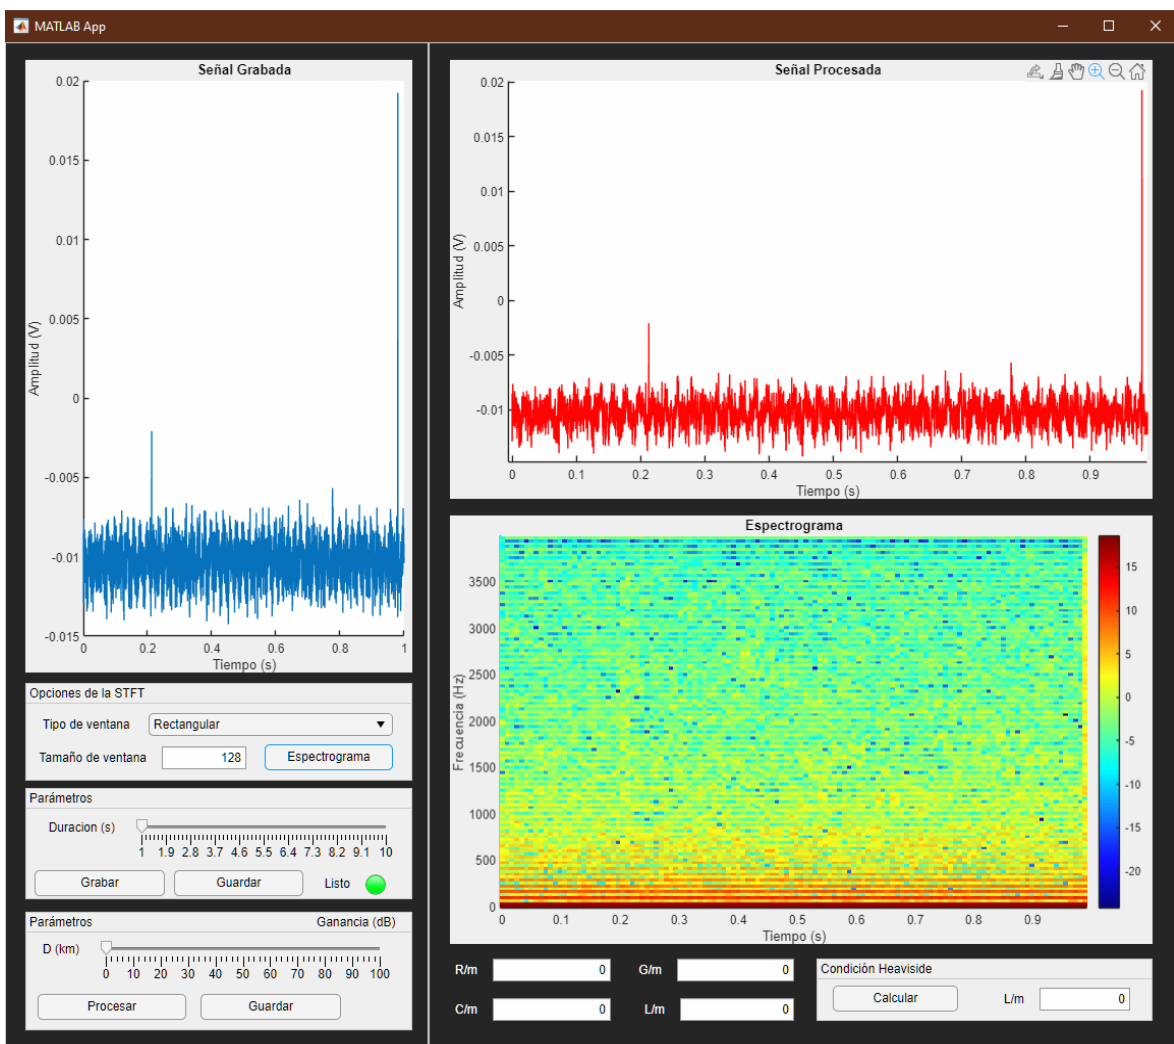 MATLAB App
Señal Grabada
0.02
0.015
0.01
0.005
0
-0.005
-0.01
-0.015
Amplitud (V)
0 0.2 0.4 0.6 0.8 1
Tiempo (s)
Opciones de la STFT
Tipo de ventana Rectangular
Tamaño de ventana 128 Espectrograma
Parámetros
Duracion (s)
1 1.9 2.8 3.7 4.6 5.5 6.4 7.3 8.2 9.1 10
Grabar Guardar Listo
Parámetros Ganancia (dB)
D (km)
0 10 20 30 40 50 60 70 80 90 100
Procesar Guardar
Señal Procesada
0.02
0.015
0.01
0.005
0
-0.005
-0.01
Amplitud (V)
0 0.1 0.2 0.3 0.4 0.5 0.6 0.7 0.8 0.9
Tiempo (s)
Espectrograma
3500
3000
2500
2000
1500
1000
500
0
Frecuencia (Hz)
0 0.1 0.2 0.3 0.4 0.5 0.6 0.7 0.8 0.9
Tiempo (s)
15
10
5
0
-5
-10
-15
-20
R/m 0 G/m 0
C/m 0 L/m 0
Condición Heaviside
Calcular L/m 0